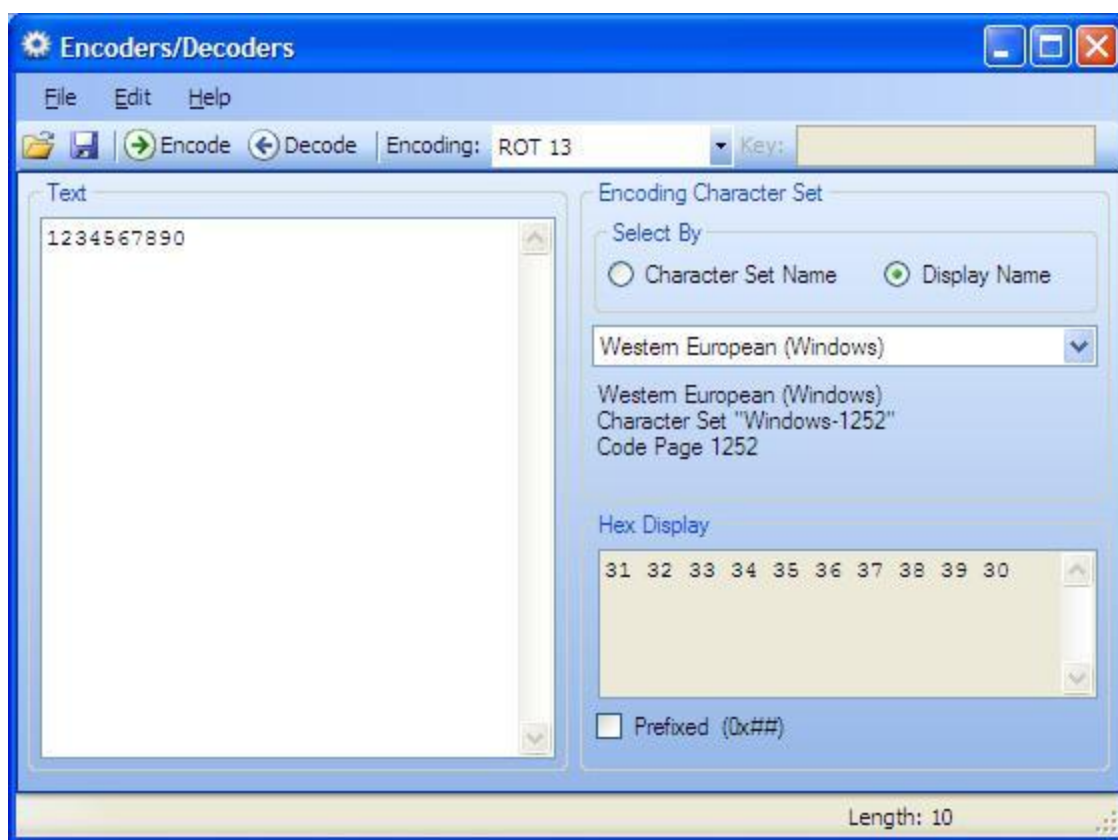 Encoders/Decoders
File Edit Help
Encode Decode Encoding: ROT 13 Key:
Text
1234567890
Encoding Character Set
Select By
Character Set Name Display Name
Western European (Windows)
Western European (Windows)
Character Set "Windows-1252"
Code Page 1252
Hex Display
31 32 33 34 35 36 37 38 39 30
Prefixed (0x##)
Length: 10